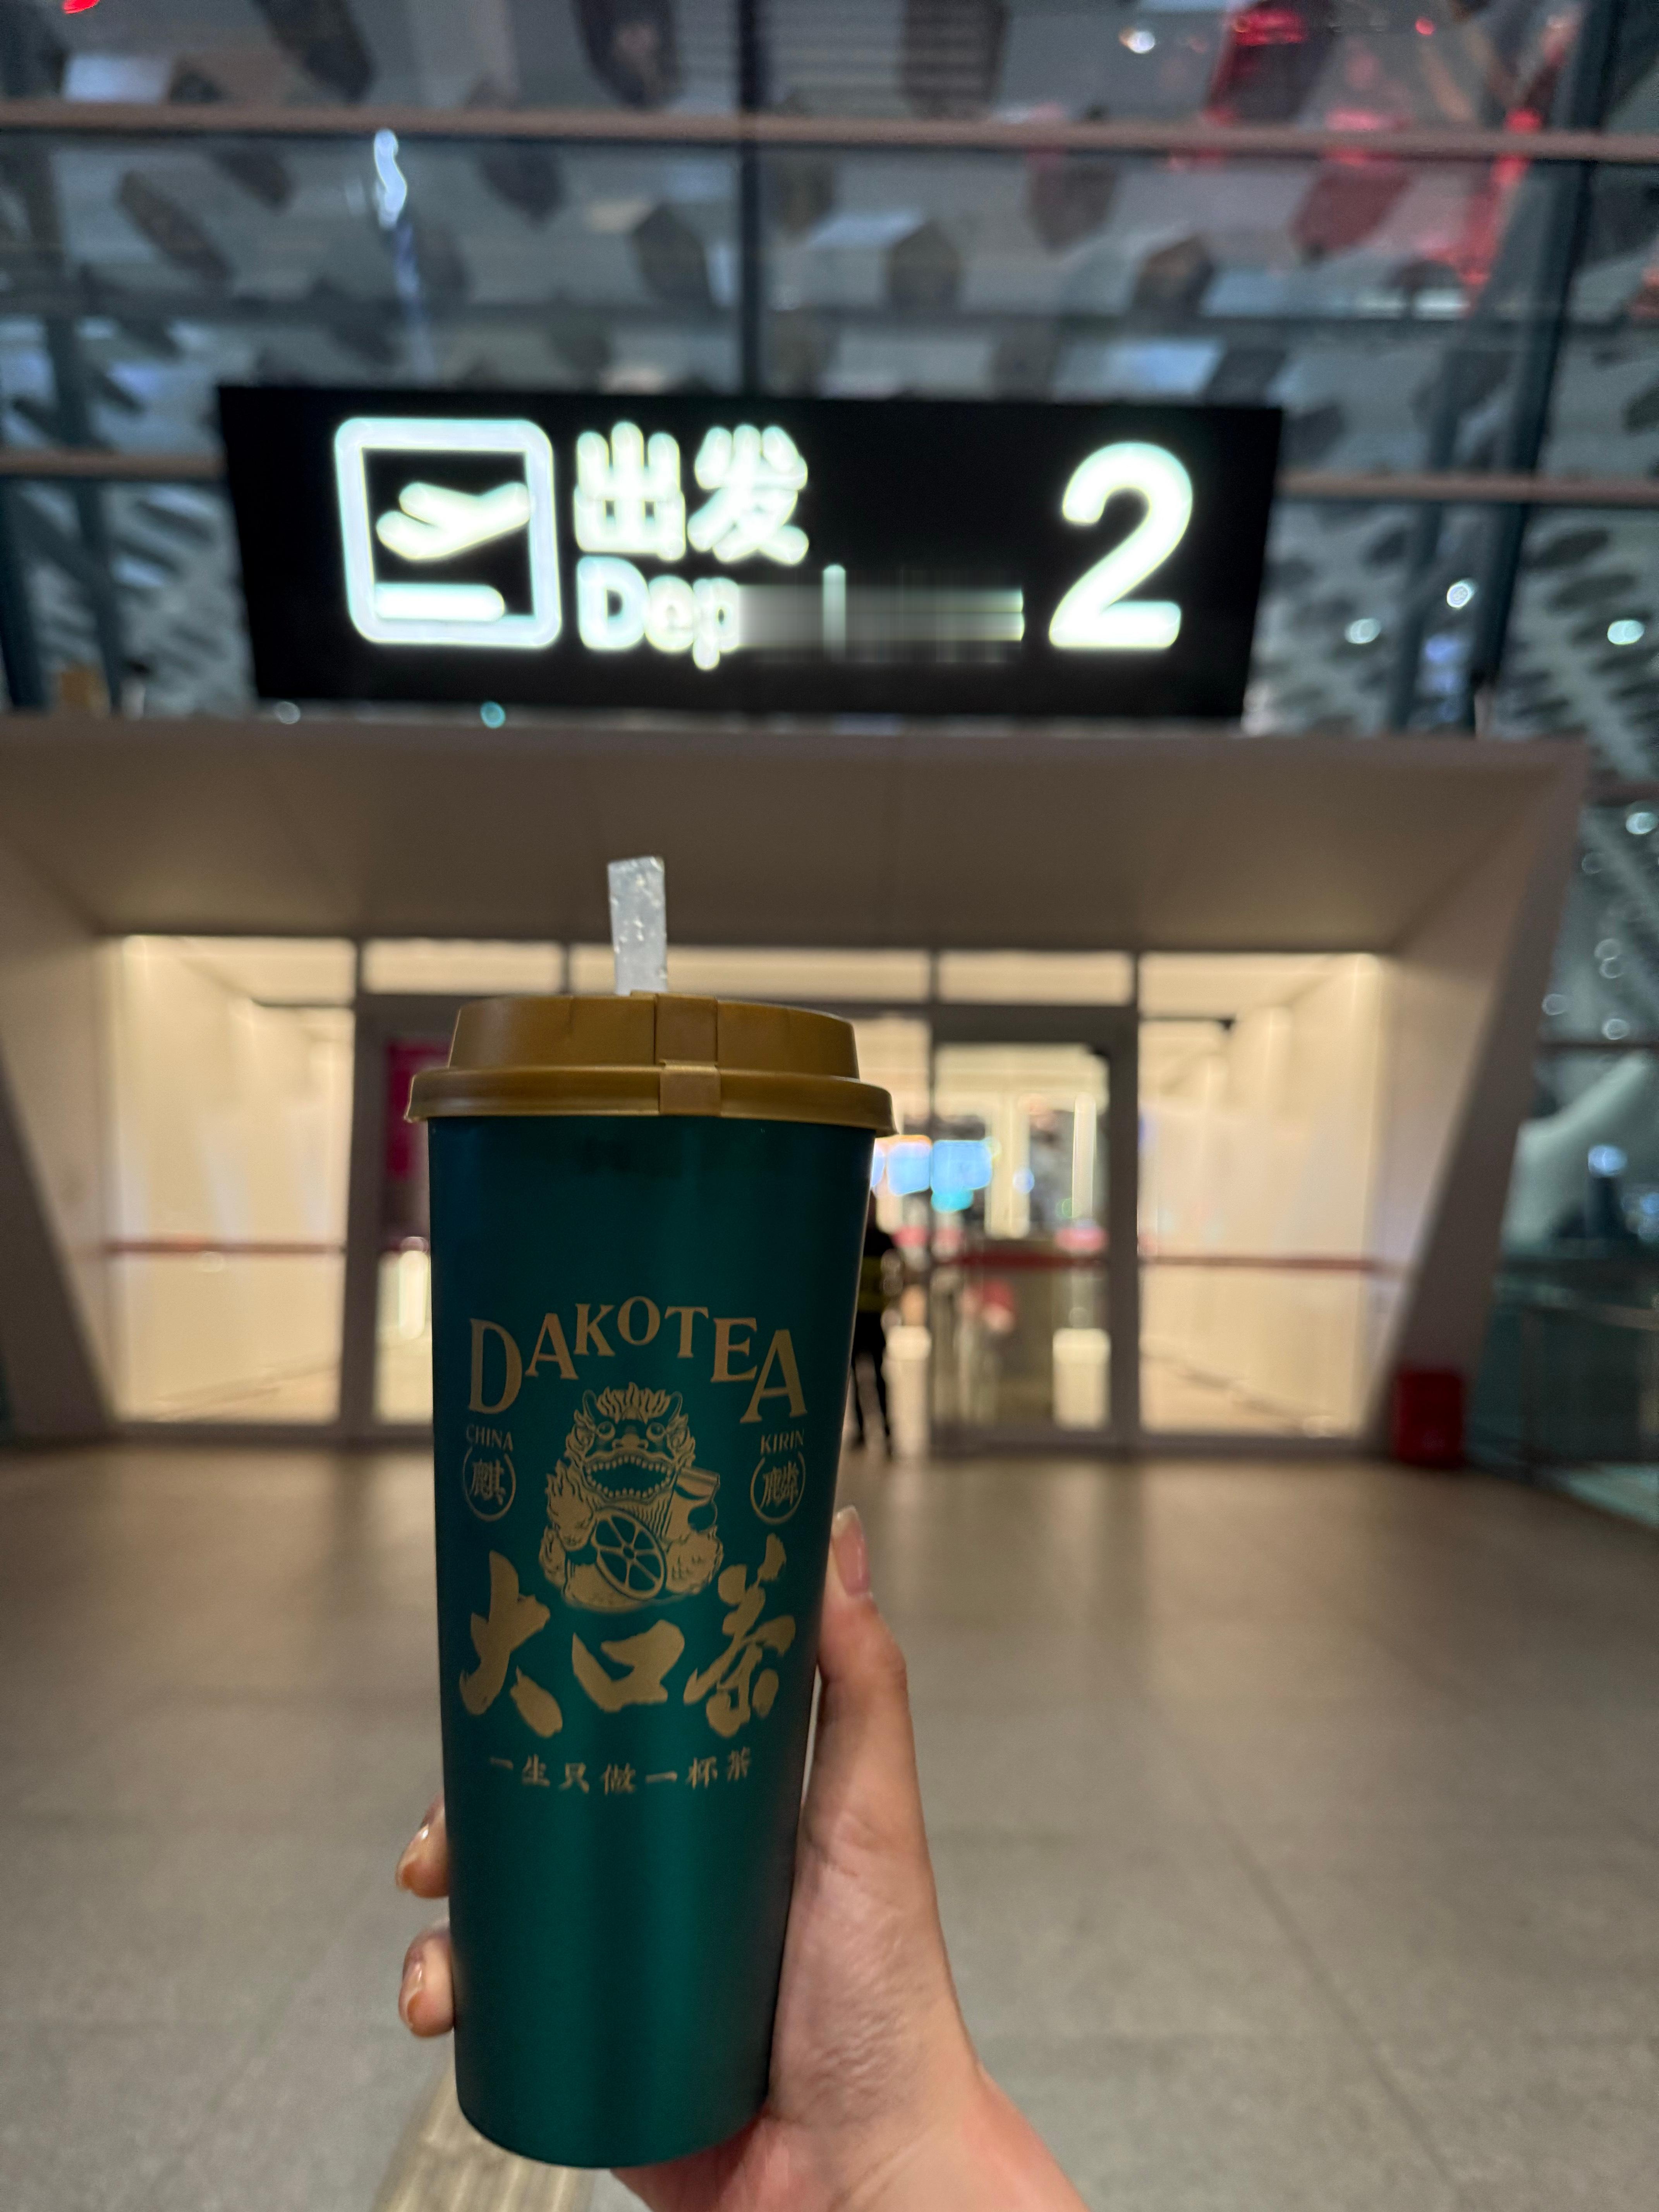 出发
Dep
2
DAKOTEA
CHINA
KIRIN
麒
麟
大口茶
一生只做一杯茶